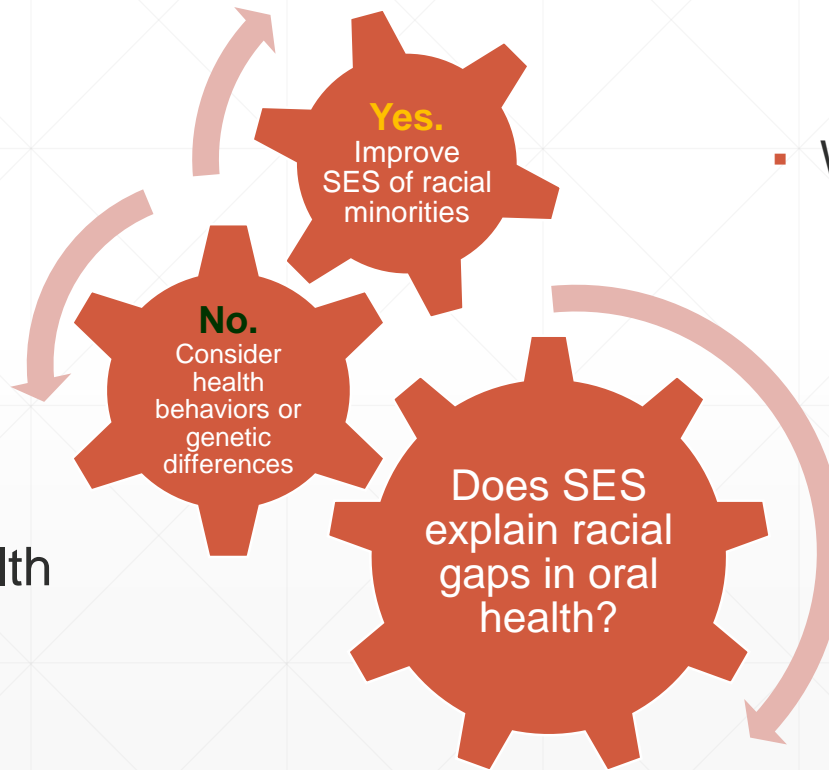 Yes.
Improve
SES of racial
minorities
No.
Consider
health
behaviors or
genetic
differences
Does SES
explain racial
gaps in oral
health?